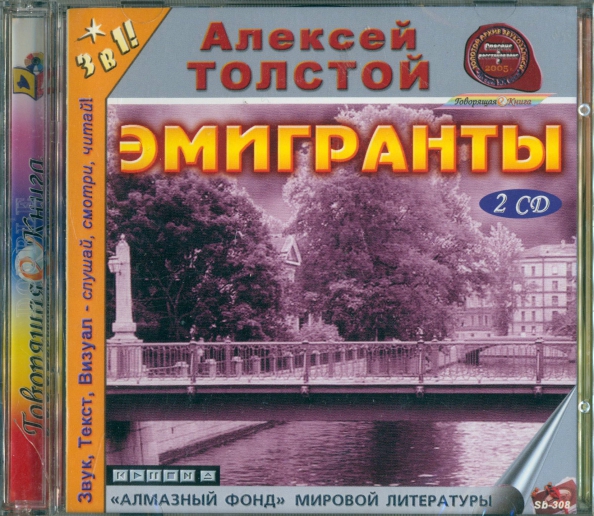 3 в 1!
Алексей
ТОЛСТОЙ
2005г.
Говорящая Книга
ЭМИГРАНТЫ
2 CD
Звук, Текст, Визуал - слушай, смотри, читай!
Говорящая Книга
«АЛМАЗНЫЙ ФОНД» МИРОВОЙ ЛИТЕРАТУРЫ
Sb-308